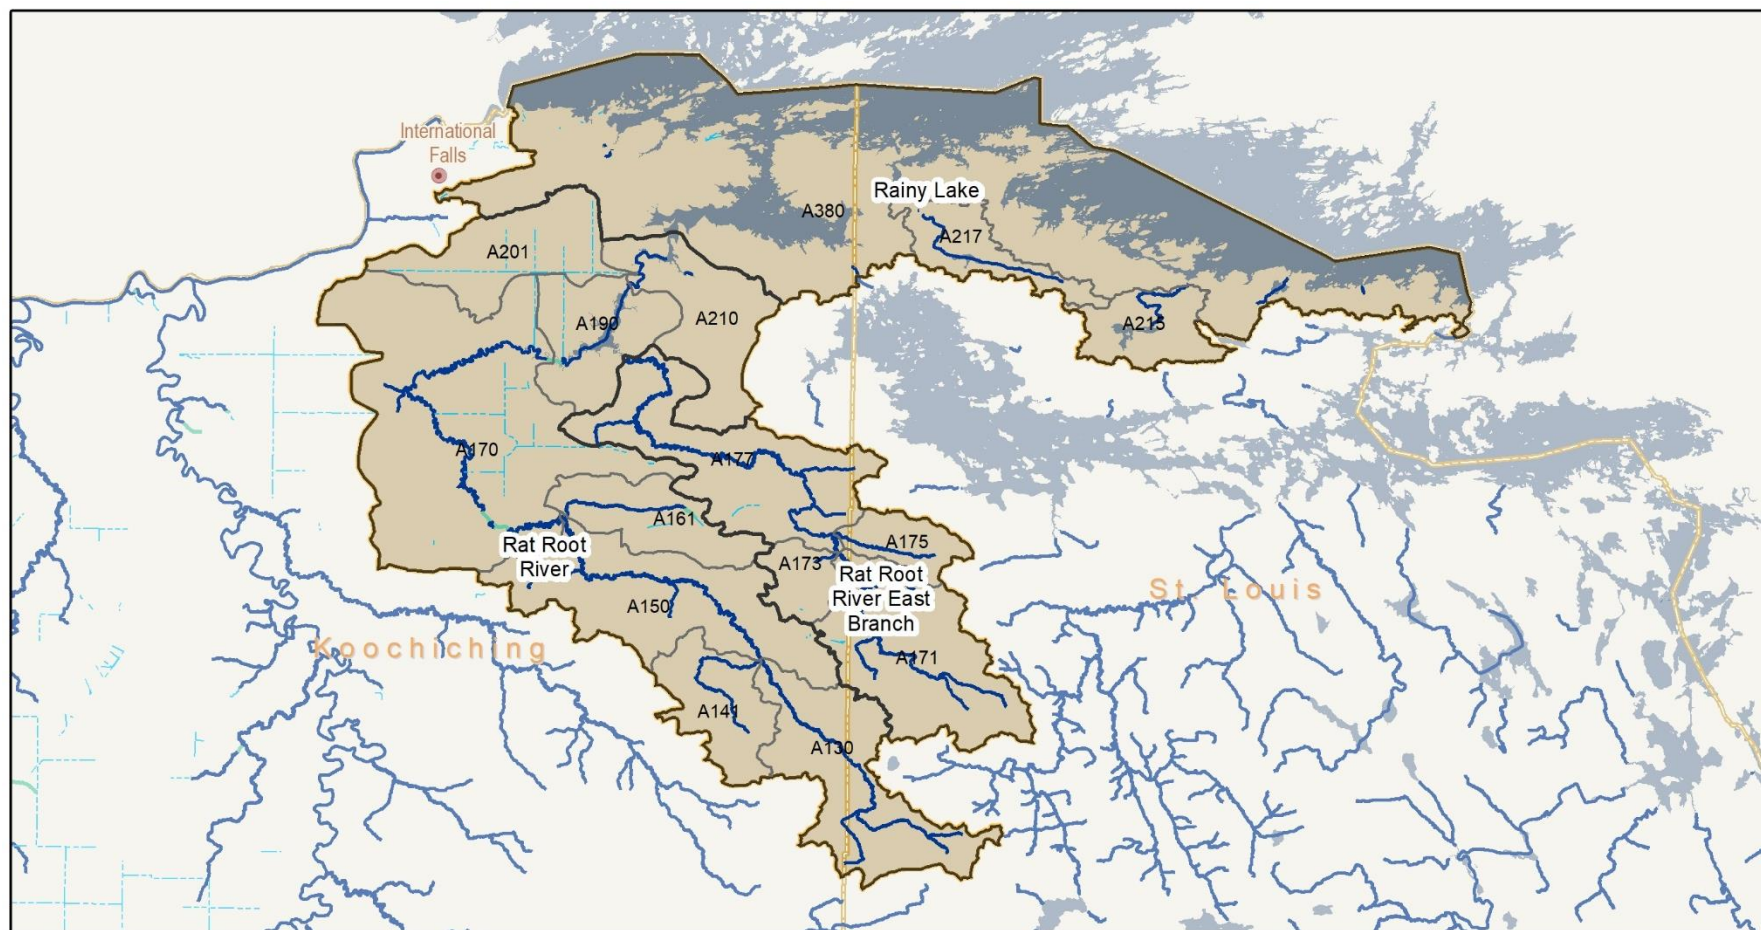 International
Falls
Rainy Lake
A380
A217
A201
A190
A210
A215
A170
A177
A161
A175
Rat Root
River
A173
Rat Root
River East
Branch
St. Louis
A150
Koochiching
A171
A141
A130